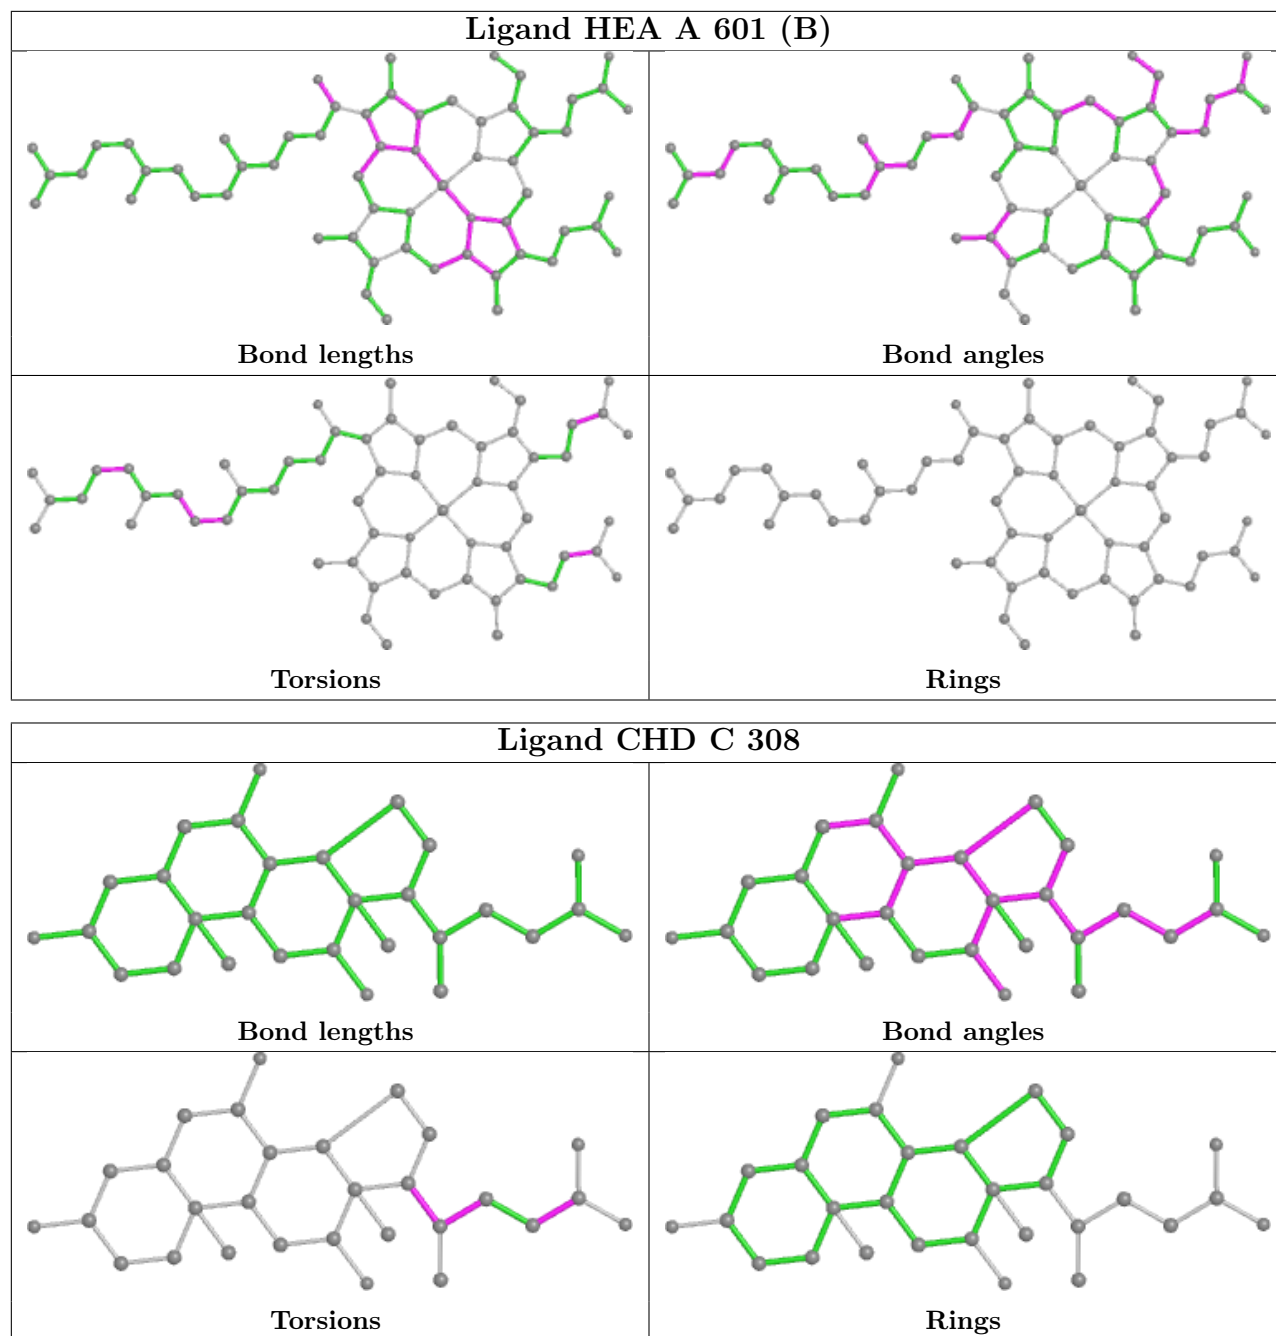 Ligand HEA A 601 (B)
Bond lengths
Bond angles
Torsions
Rings
Ligand CHD C 308
Bond lengths
Bond angles
Torsions
Rings